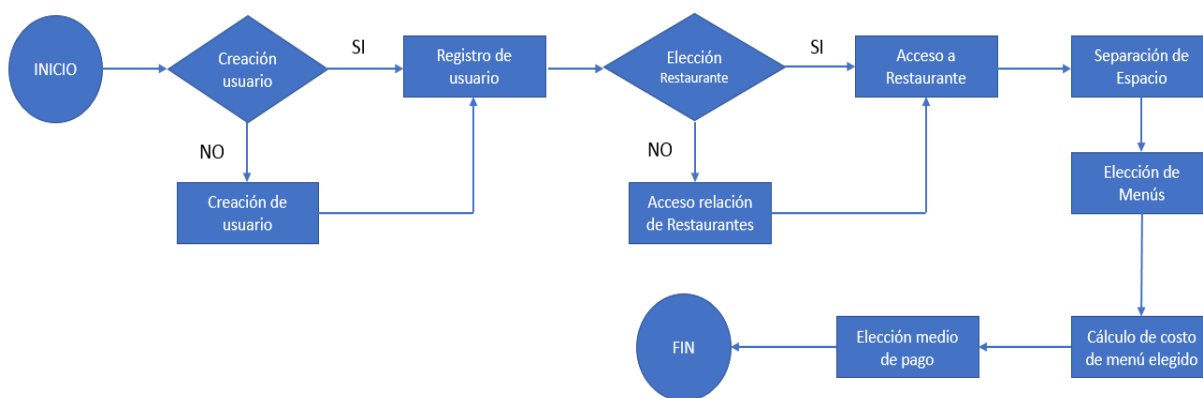 INICIO
Creación
usuario
SI
NO
Creación de
usuario
Registro de
usuario
Elección
Restaurante
SI
NO
Acceso relación
de Restaurantes
Acceso a
Restaurante
Separación de
Espacio
Elección de
Menús
Cálculo de costo
de menú elegido
Elección medio
de pago
FIN